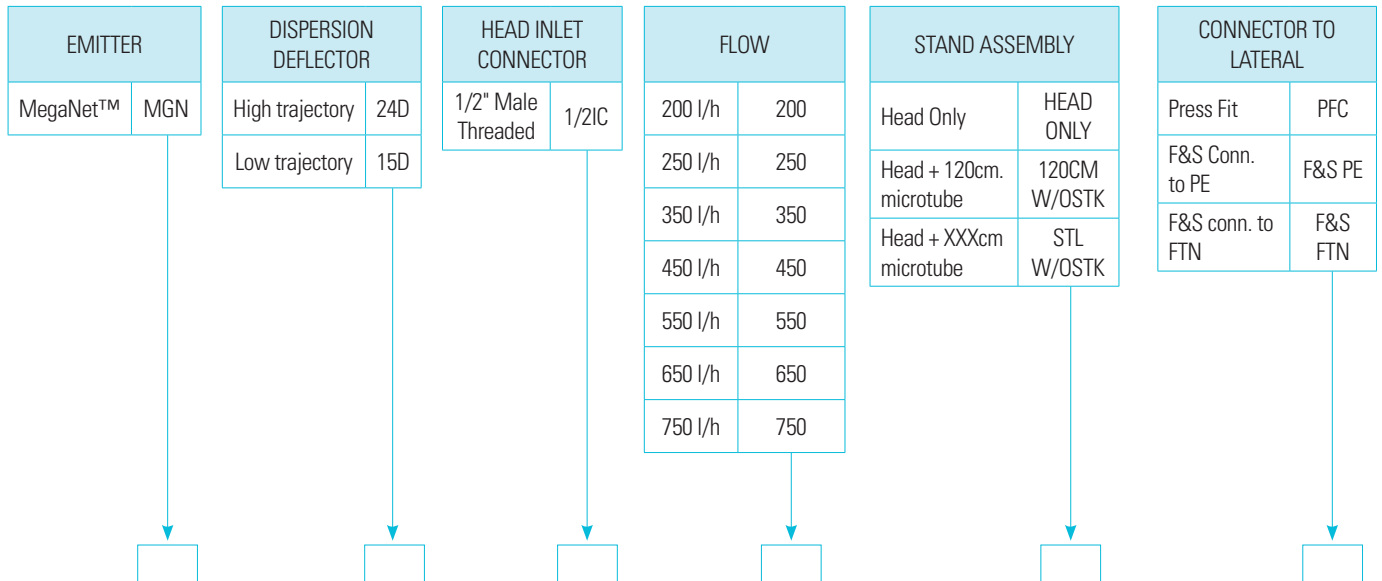 EMITTER
MegaNet™ MGN
DISPERSION
DEFLECTOR
High trajectory 24D
Low trajectory 15D
HEAD INLET
CONNECTOR
1/2" Male
Threaded
1/2IC
FLOW
200 l/h 200
250 l/h 250
350 l/h 350
450 l/h 450
550 l/h 550
650 l/h 650
750 l/h 750
STAND ASSEMBLY
Head Only
HEAD
ONLY
Head + 120cm.
microtube
120CM
W/OSTK
Head + XXXcm
microtube
STL
W/OSTK
CONNECTOR TO
LATERAL
Press Fit PFC
F&S Conn.
to PE
F&S PE
F&S conn. to
FTN
F&S
FTN